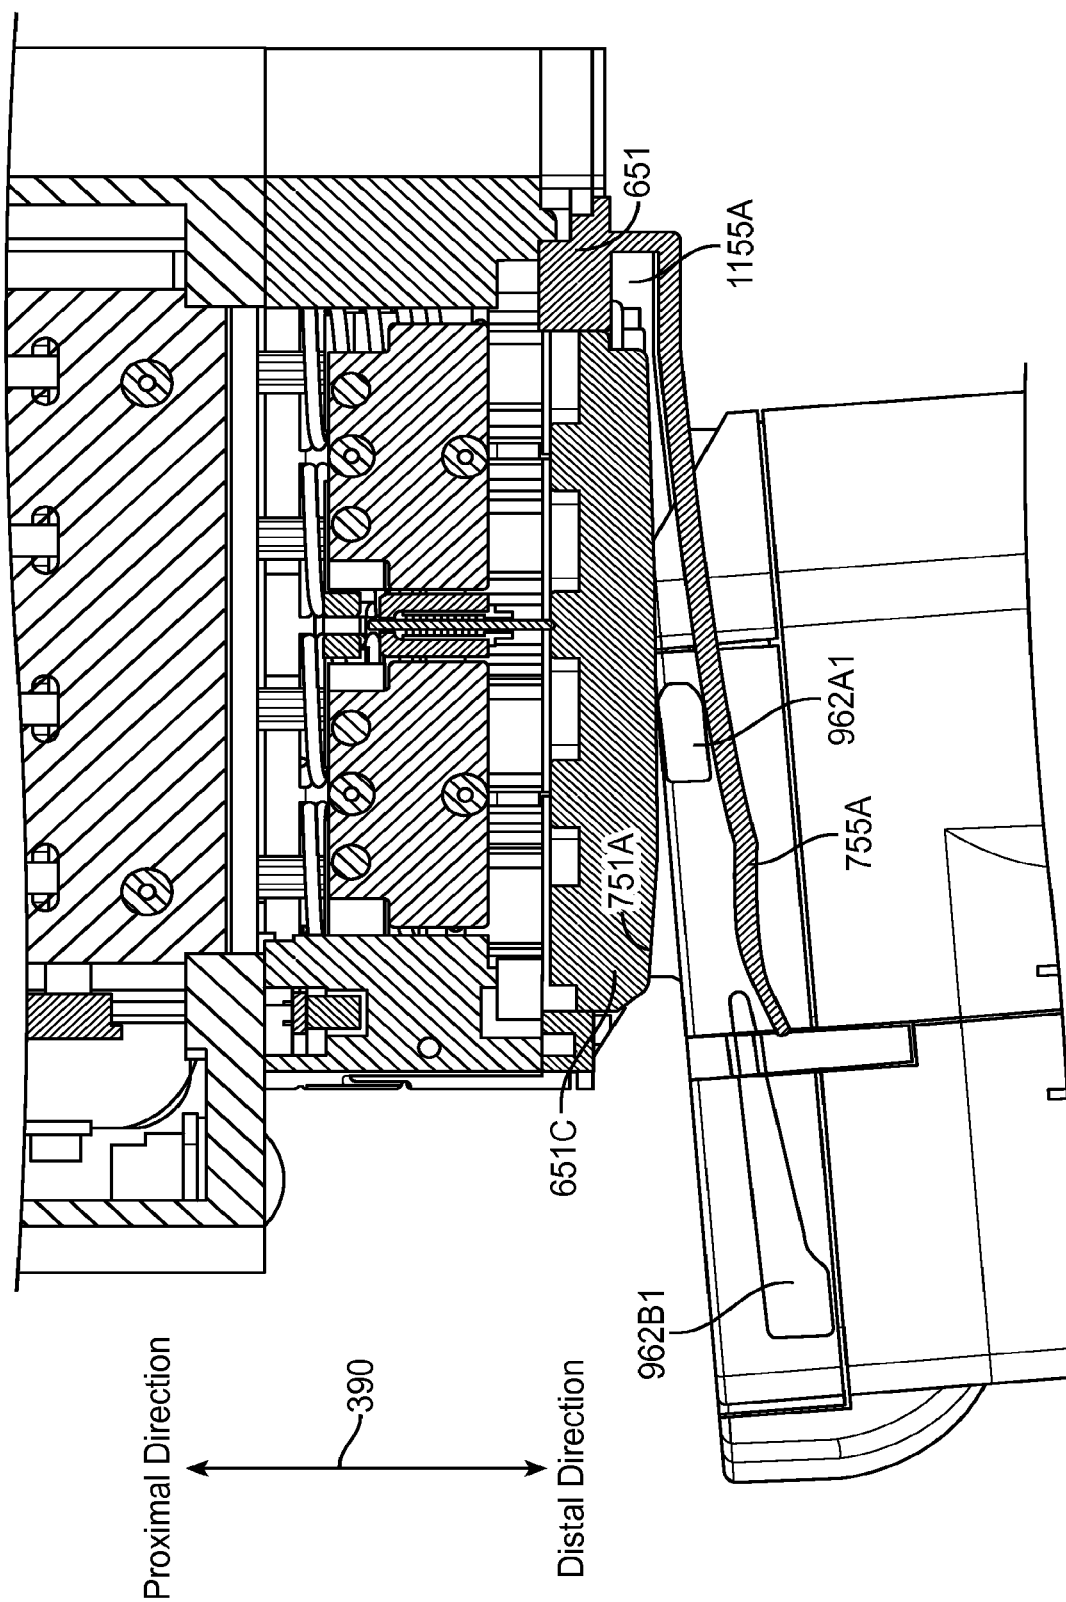 Proximal Direction
390
Distal Direction
651
1155A
751A
962A1
755A
651C
962B1